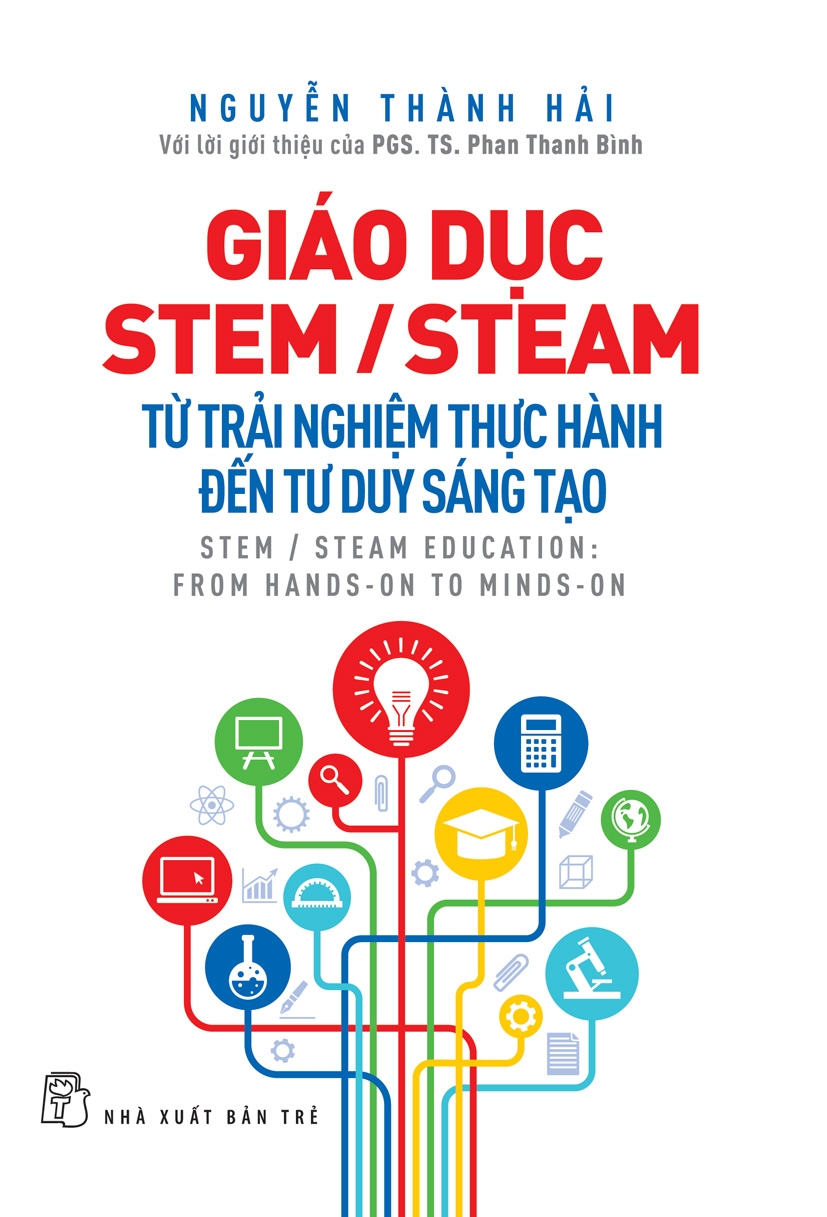 NGUYỄN THÀNH HẢI
Với lời giới thiệu của PGS. TS. Phan Thanh Bình
GIÁO DỤC
STEM / STEAM
TỪ TRẢI NGHIỆM THỰC HÀNH
ĐẾN TƯ DUY SÁNG TẠO
STEM / STEAM EDUCATION:
FROM HANDS-ON TO MINDS-ON
T
NHÀ XUẤT BẢN TRẺ